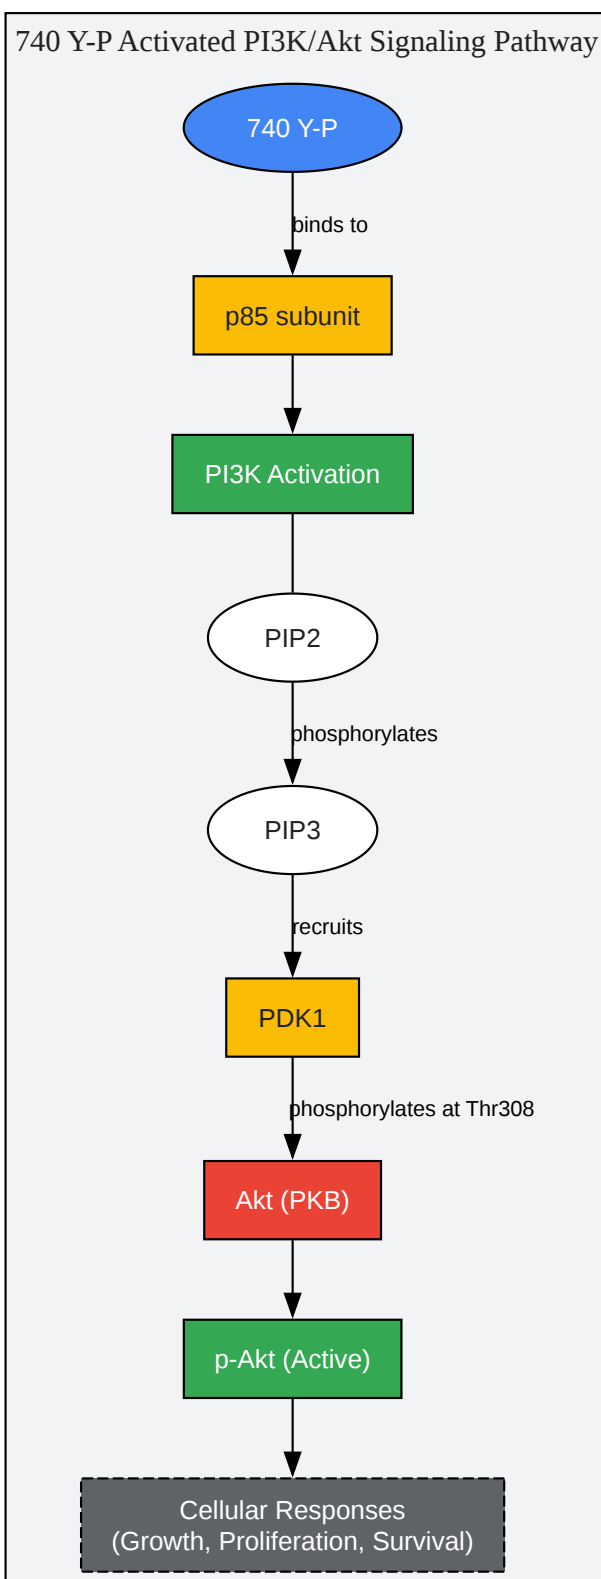 740 Y-P Activated PI3K/Akt Signaling Pathway
740 Y-P
binds to
p85 subunit
PI3K Activation
PIP2
phosphorylates
PIP3
recruits
PDK1
phosphorylates at Thr308
Akt (PKB)
p-Akt (Active)
Cellular Responses
(Growth, Proliferation, Survival)